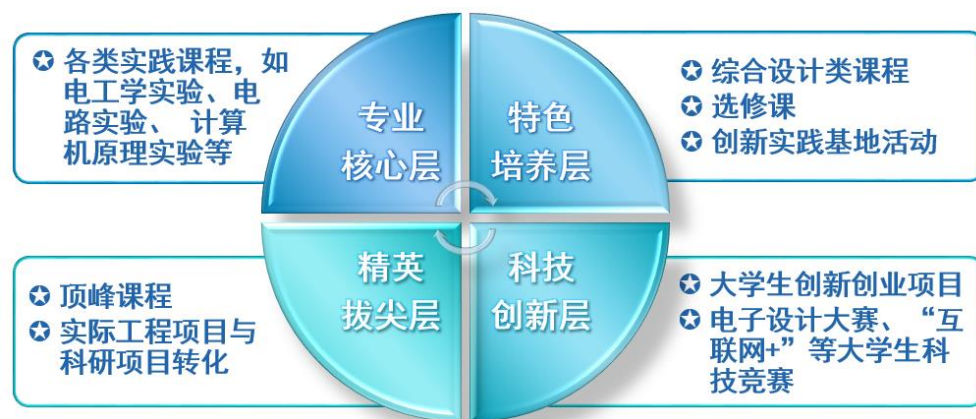 ✪ 各类实践课程，如
电工学实验、电
路实验、 计算
机原理实验等
专业
核心层
特色
培养层
✪ 综合设计类课程
✪ 选修课
✪ 创新实践基地活动
✪ 顶峰课程
✪ 实际工程项目与
科研项目转化
精英
拔尖层
科技
创新层
✪ 大学生创新创业项目
✪ 电子设计大赛、“互
联网+”等大学生科
技竞赛